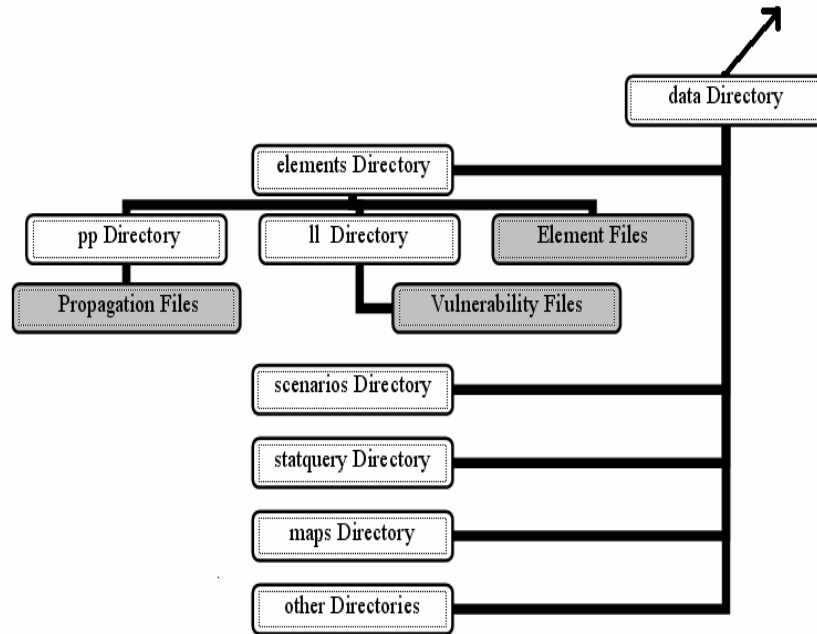 data Directory
elements Directory
pp Directory
ll Directory
Element Files
Propagation Files
Vulnerability Files
scenarios Directory
statquery Directory
maps Directory
other Directories